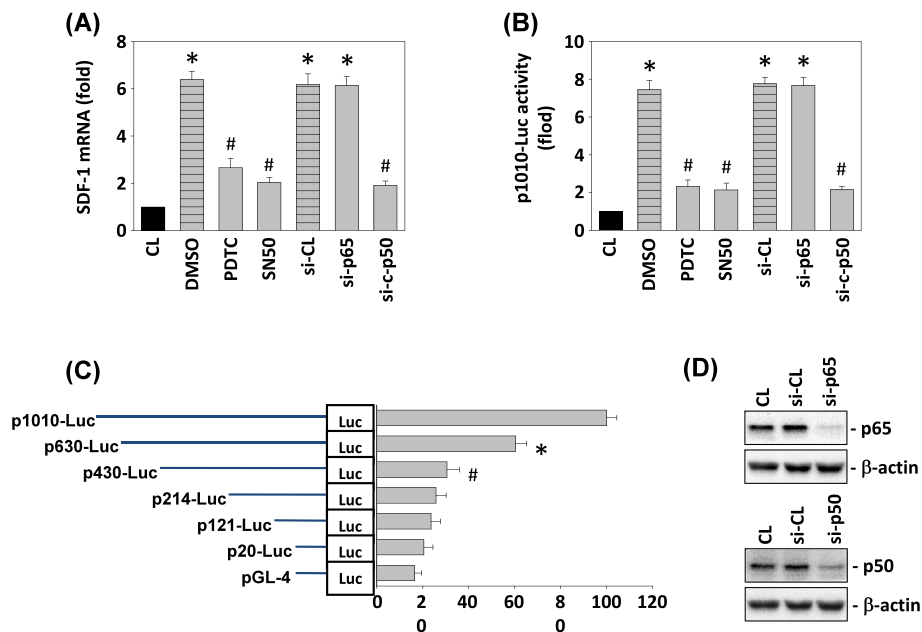 (A)
SDF-1 mRNA (fold)
8
6
4
2
0
*
#
#
*
*
#
CL
DMSO
PDTC
SN50
si-CL
si-p65
si-c-p50
(B)
p1010-Luc activity
(flod)
10
8
6
4
2
0
*
#
#
*
*
#
CL
DMSO
PDTC
SN50
si-CL
si-p65
si-c-p50
(C)
p1010-Luc Luc
p630-Luc Luc *
p430-Luc Luc #
p214-Luc Luc
p121-Luc Luc
p20-Luc Luc
pGL-4 Luc
0 2 60 8 100 120
0 0
(D)
CL si-CL si-p65
- p65
- β-actin
CL si-CL si-p50
- p50
- β-actin